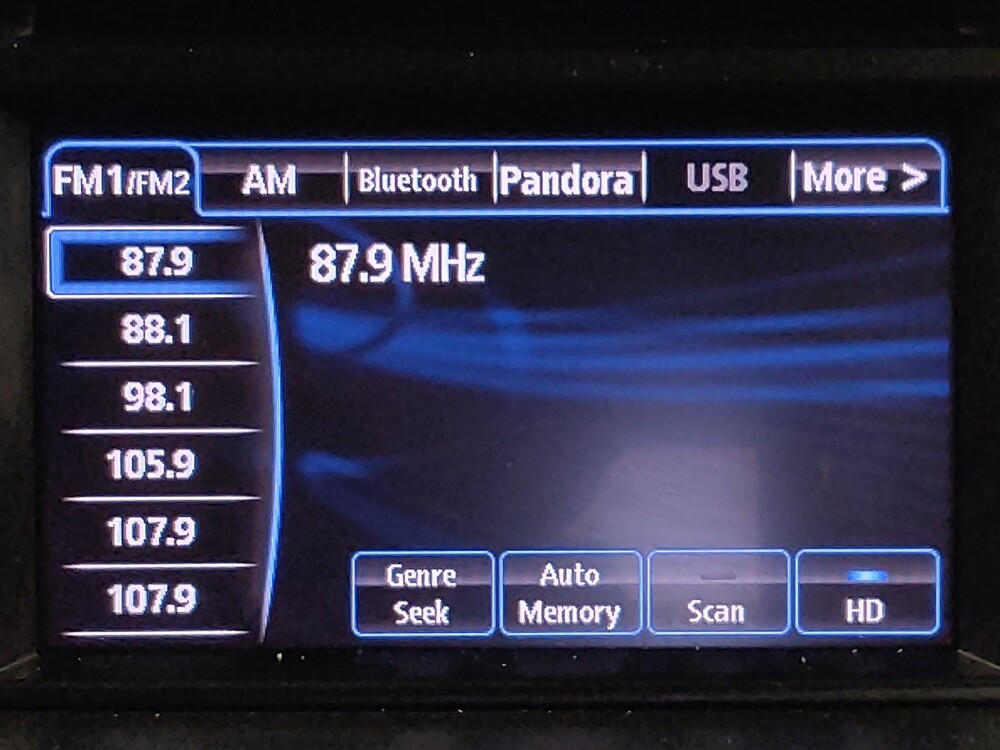 FM1/FM2 AM Bluetooth Pandora USB More >
87.9 87.9 MHz
88.1
98.1
105.9
107.9
107.9
Genre Seek
Auto Memory
Scan
HD